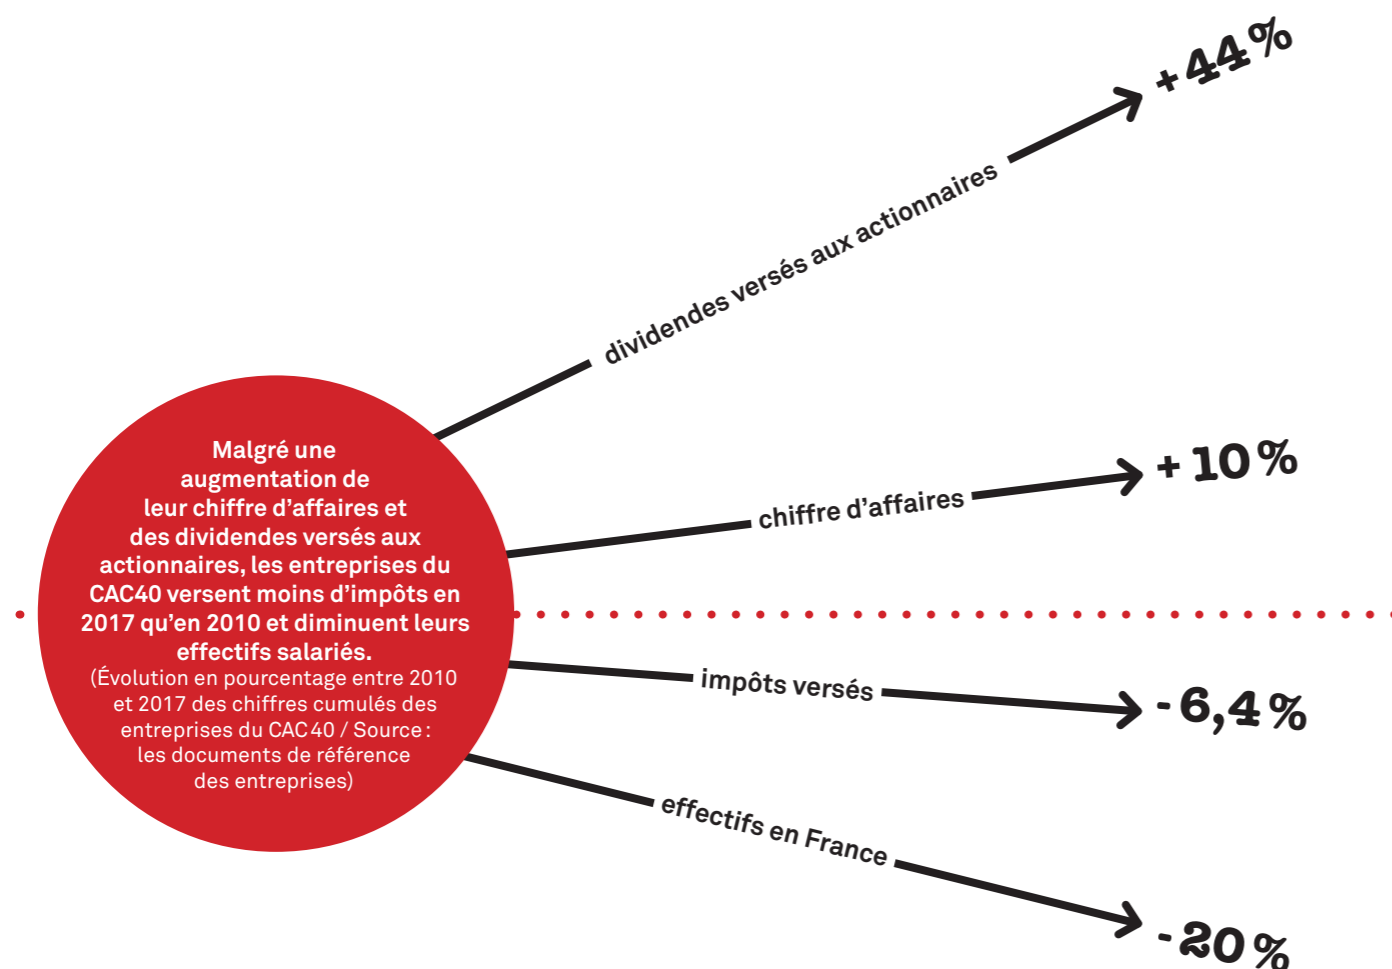 +44 %
dividendes versés aux actionnaires
+ 10 %
chiffre d’affaires
Malgré une
augmentation de
leur chiffre d’affaires et
des dividendes versés aux
actionnaires, les entreprises du
CAC40 versent moins d’impôts en
2017 qu’en 2010 et diminuent leurs
effectifs salariés.
(Évolution en pourcentage entre 2010
et 2017 des chiffres cumulés des
entreprises du CAC 40 / Source :
les documents de référence
des entreprises)
impôts versés
- 6,4 %
effectifs en France
- 20 %